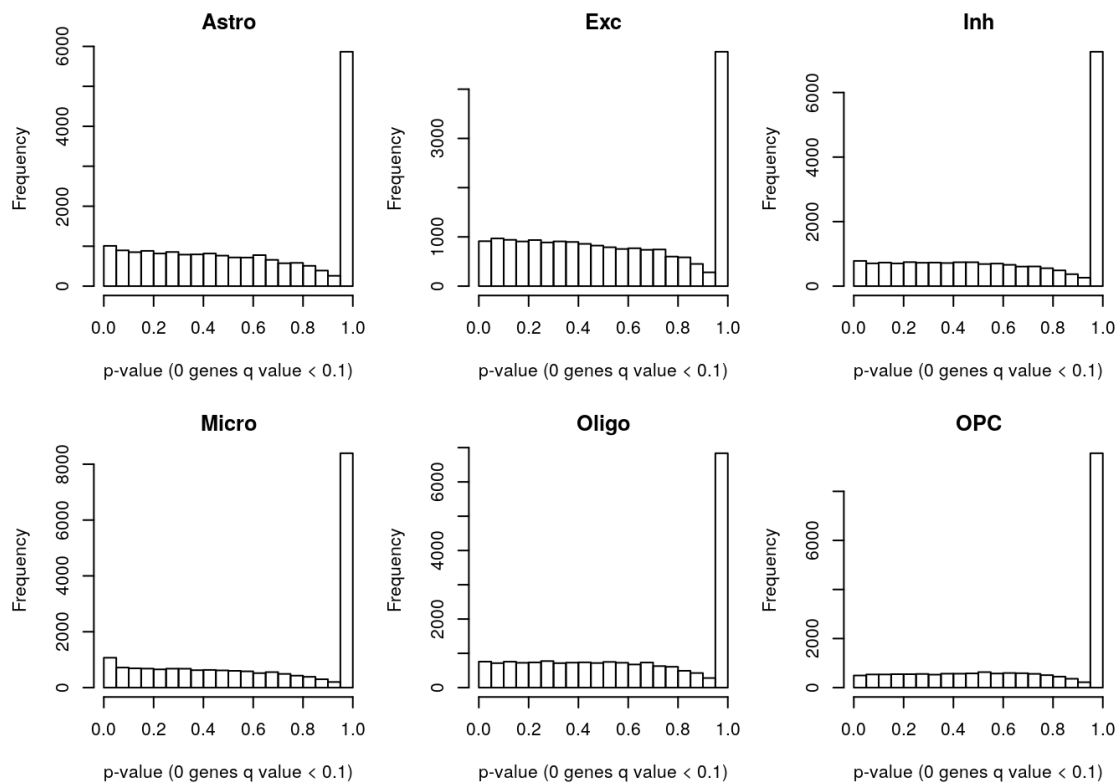 Astro
Frequency
0 2000 4000 6000
0.0 0.2 0.4 0.6 0.8 1.0
p-value (0 genes q value < 0.1)
Exc
Frequency
0 1000 3000
0.0 0.2 0.4 0.6 0.8 1.0
p-value (0 genes q value < 0.1)
Inh
Frequency
0 2000 4000 6000
0.0 0.2 0.4 0.6 0.8 1.0
p-value (0 genes q value < 0.1)
Micro
Frequency
0 2000 4000 6000 8000
0.0 0.2 0.4 0.6 0.8 1.0
p-value (0 genes q value < 0.1)
Oligo
Frequency
0 2000 3000 4000 6000
0.0 0.2 0.4 0.6 0.8 1.0
p-value (0 genes q value < 0.1)
OPC
Frequency
0 2000 6000
0.0 0.2 0.4 0.6 0.8 1.0
p-value (0 genes q value < 0.1)